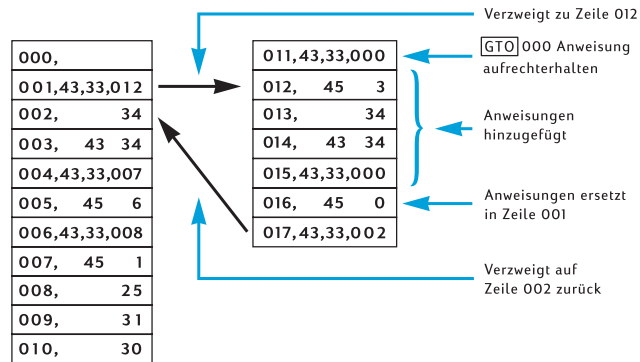 000,
001,43,33,012
002, 34
003, 43 34
004,43,33,007
005, 45 6
006,43,33,008
007, 45 1
008, 25
009, 31
010, 30
011,43,33,000
012, 45 3
013, 34
014, 43 34
015,43,33,000
016, 45 0
017,43,33,002
Verzweigt zu Zeile 012
GTO 000 Anweisung
aufrechterhalten
Anweisungen
hinzugefügt
Anweisungen ersetzt
in Zeile 001
Verzweigt auf
Zeile 002 zurück